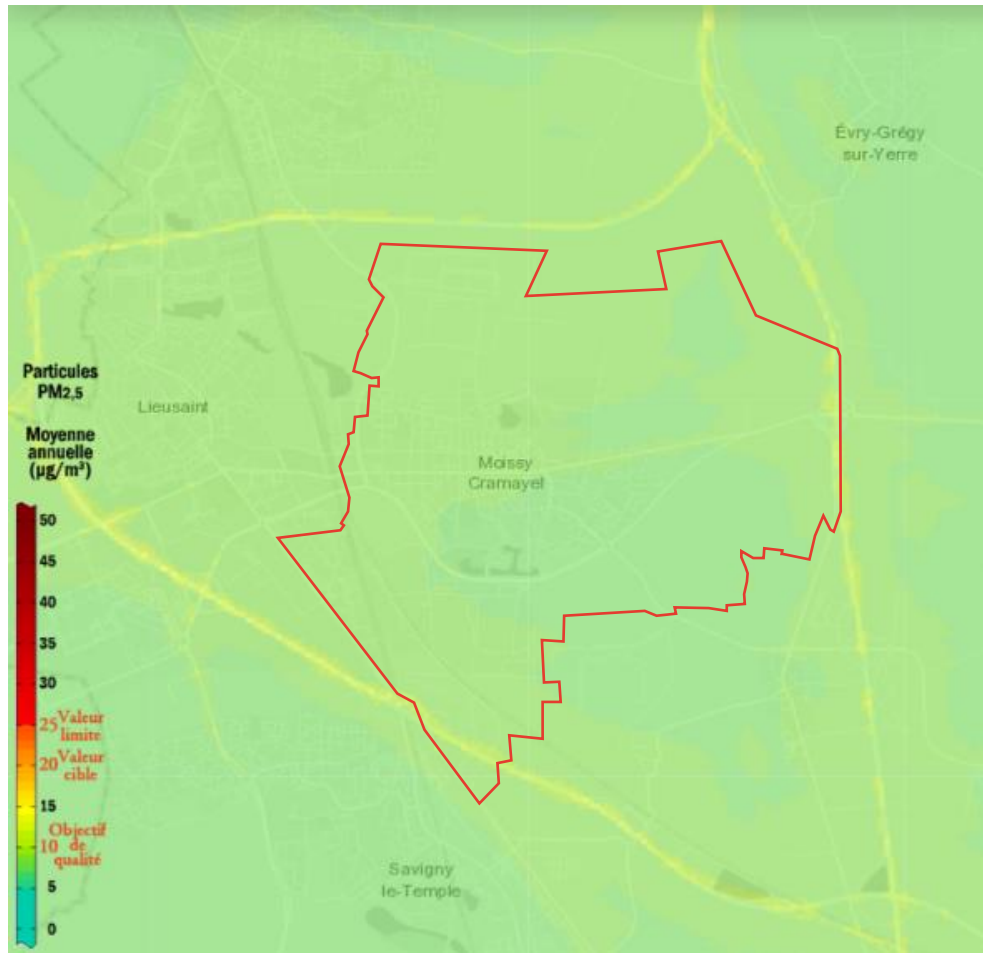 Évry-Grégy
sur-Yerre
Particules
PM2,5
Lieusaint
Moyenne
annuelle
(µg/m³)
Moissy
Cramayel
50
45
40
35
30
25 Valeur
limite
20 Valeur
cible
15
Objectif
10 de
qualité
5
0
Savigny
le-Temple